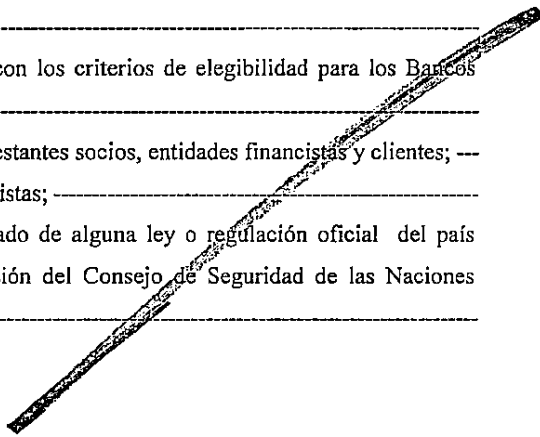 con los criterios de elegibilidad para los Bancos
estantes socios, entidades financistas y clientes; ---
istas; ---
ado de alguna ley o regulación oficial del país
sión del Consejo de Seguridad de las Naciones